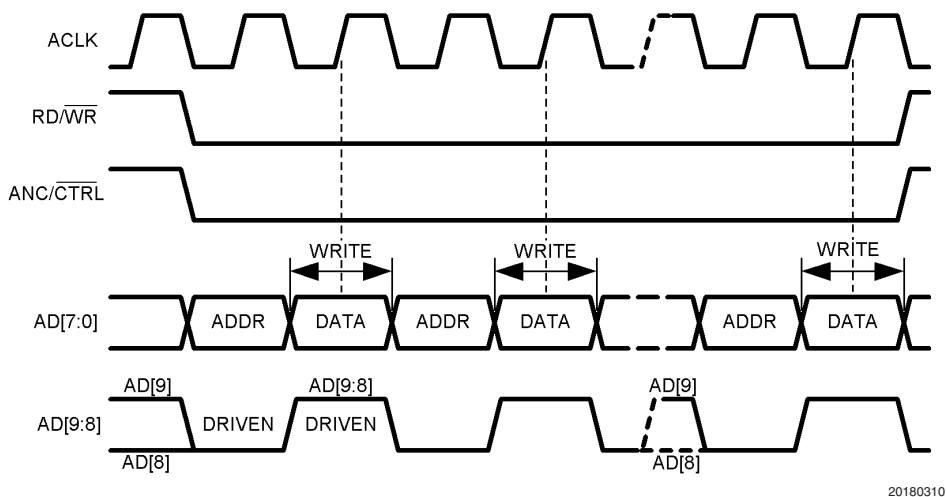 ACLK
RD/WR
ANC/CTRL
WRITE WRITE WRITE
AD[7:0] ADDR DATA ADDR DATA ADDR DATA
AD[9] AD[9:8] AD[9]
AD[9:8] DRIVEN DRIVEN
AD[8] AD[8]
20180310